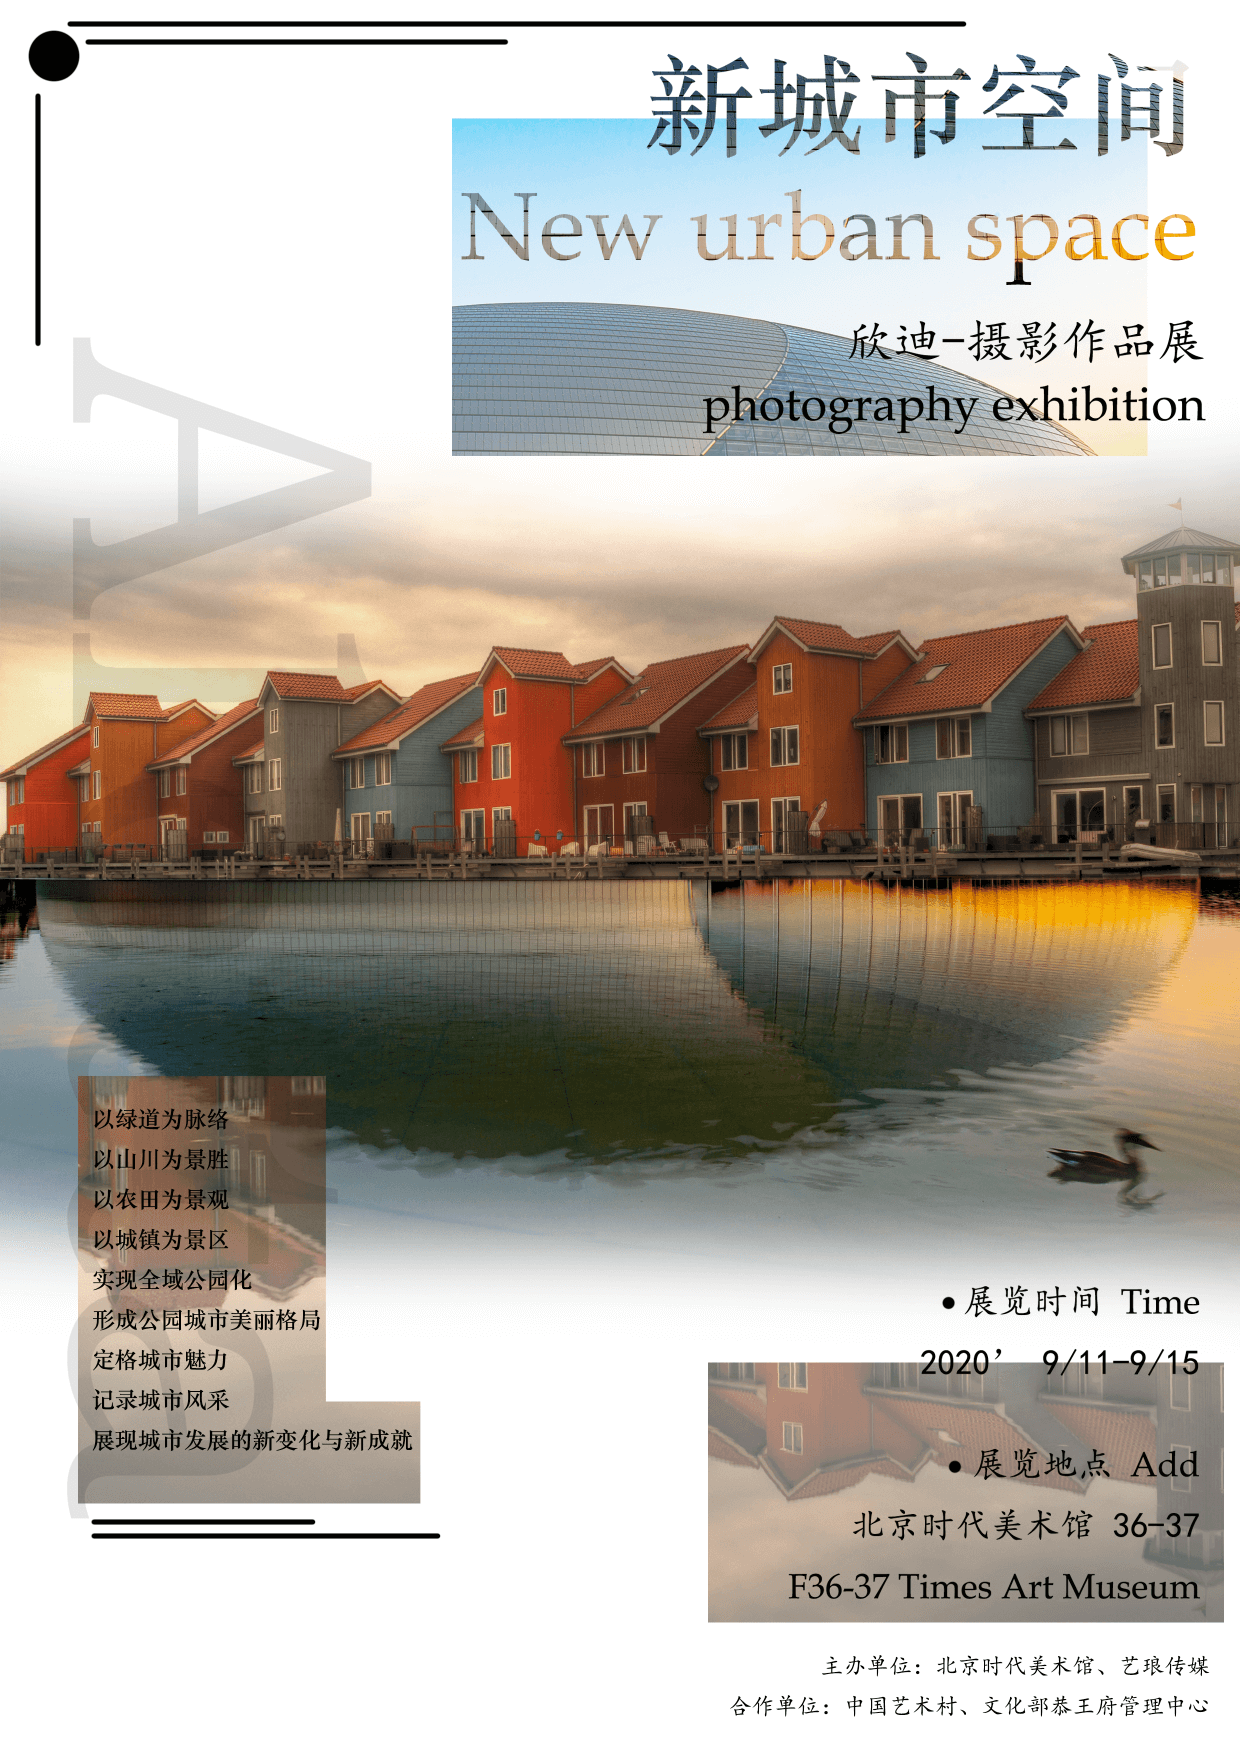 新城市空间
New urban space
欣迪-摄影作品展
photography exhibition
以绿道为脉络
以山川为景胜
以农田为景观
以城镇为景区
实现全域公园化
形成公园城市美丽格局
定格城市魅力
记录城市风采
展现城市发展的新变化与新成就
•展览时间 Time
2020’ 9/11-9/15
•展览地点 Add
北京时代美术馆 36-37
F36-37 Times Art Museum
主办单位：北京时代美术馆、艺琅传媒
合作单位：中国艺术村、文化部恭王府管理中心